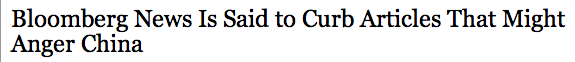 Bloomberg News Is Said to Curb Articles That Might
Anger China